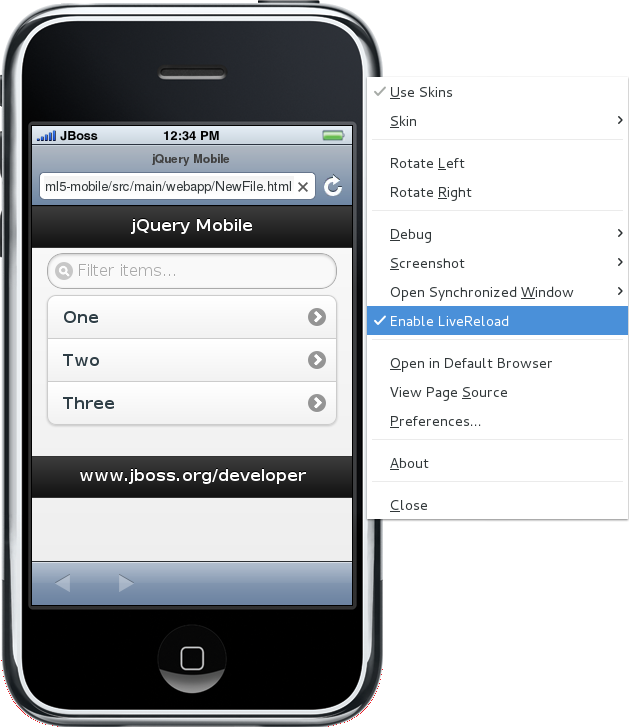 JBoss 12:34 PM
jQuery Mobile
ml5-mobile/src/main/webapp/NewFile.html
jQuery Mobile
Filter items...
One
Two
Three
www.jboss.org/developer
Use Skins
Skin
Rotate Left
Rotate Right
Debug
Screenshot
Open Synchronized Window
Enable LiveReload
Open in Default Browser
View Page Source
Preferences...
About
Close